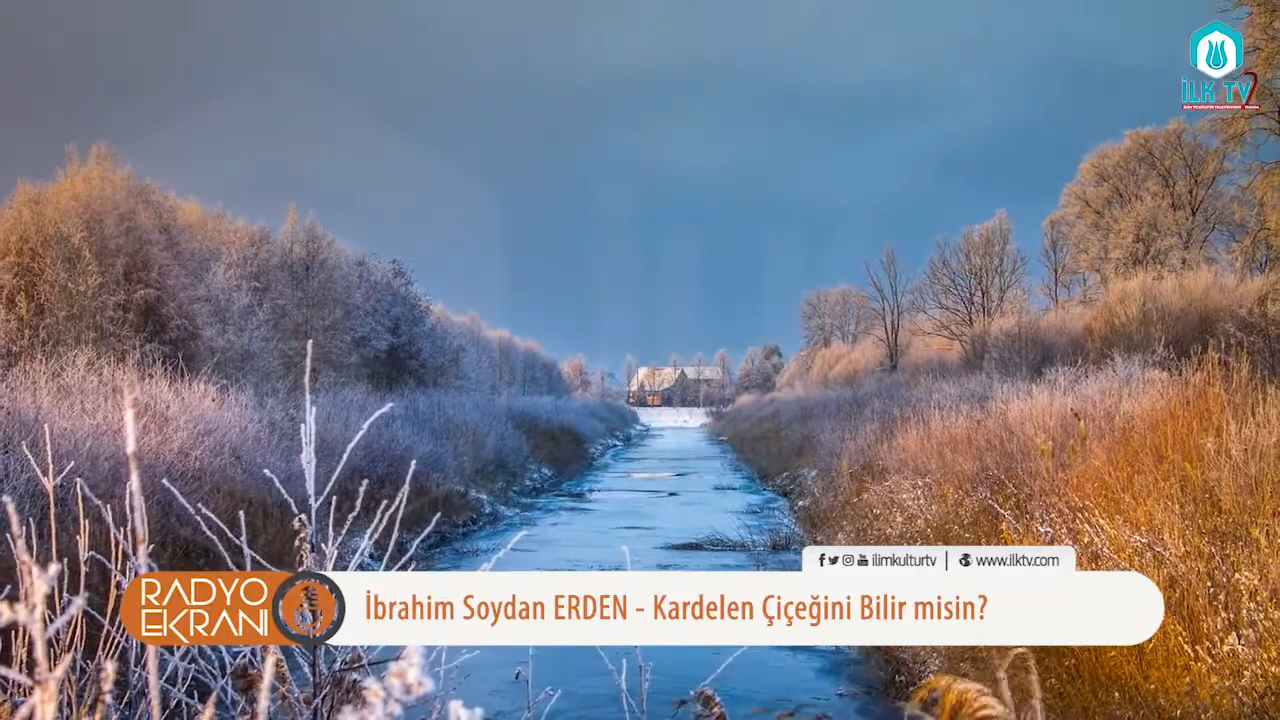 İLK TV
RADYO
EKRANI
ilimkulturtv | www.ilktv.com
İbrahim Soydan ERDEN - Kardelen Çiçeğini Bilir misin?